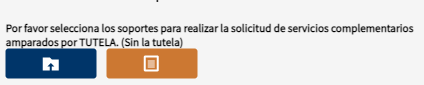 Por favor selecciona los soportes para realizar la solicitud de servicios complementarios
amparados por TUTELA. (Sin la tutela)